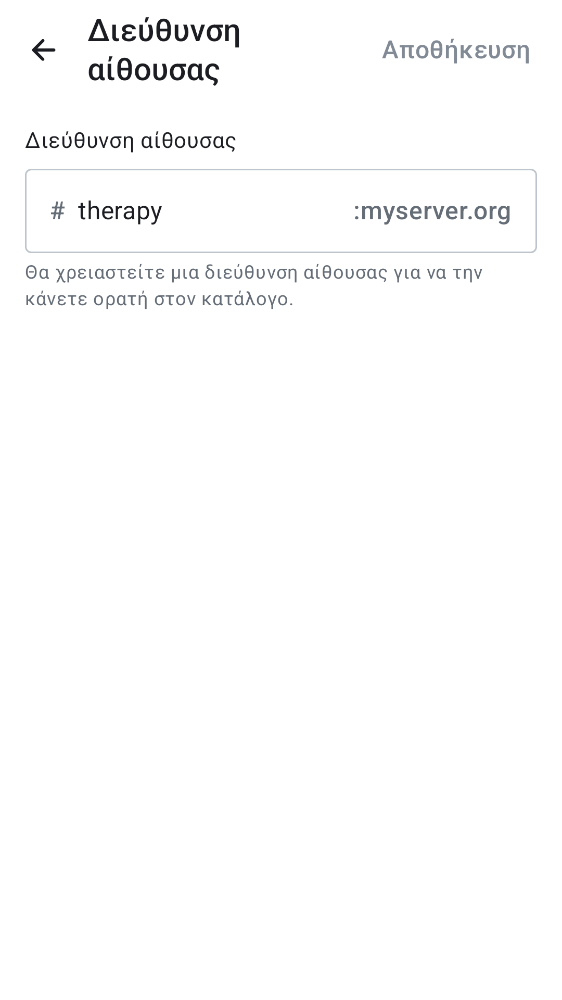 Διεύθυνση
αίθουσας
Αποθήκευση
Διεύθυνση αίθουσας
# therapy :myserver.org
Θα χρειαστείτε μια διεύθυνση αίθουσας για να την
κάνετε ορατή στον κατάλογο.